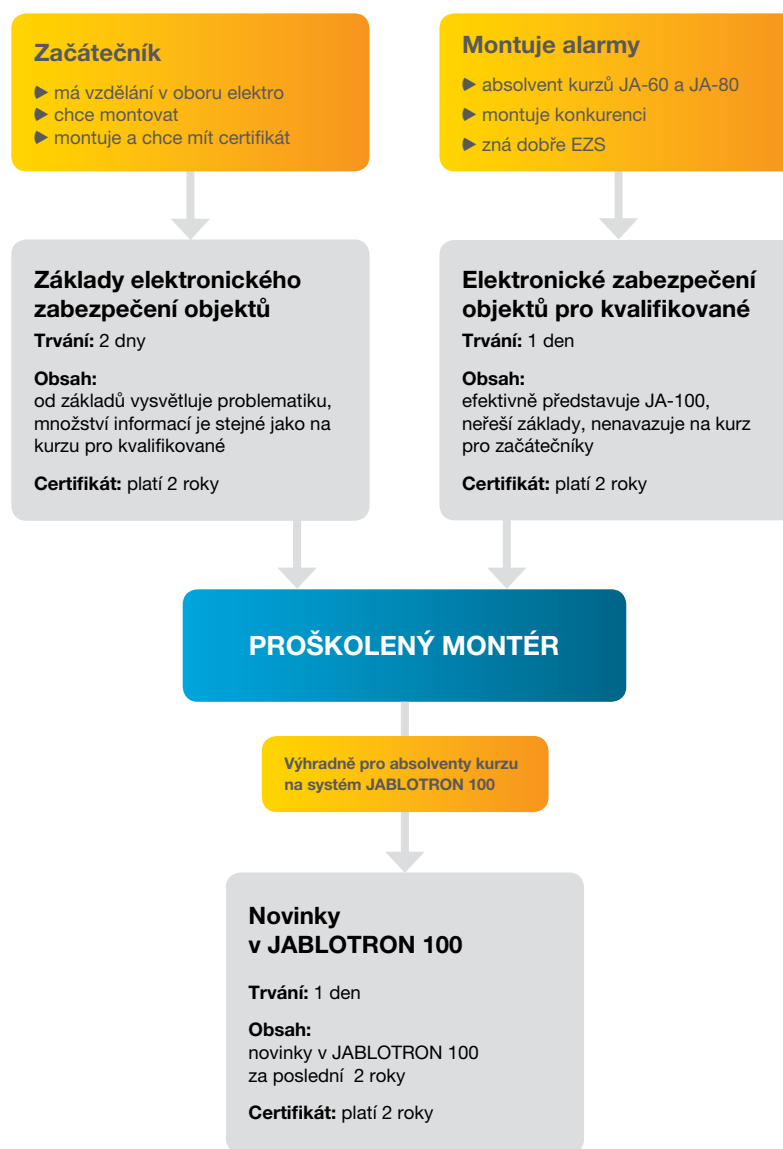 Začátečník
má vzdělání v oboru elektro
chce montovat
montuje a chce mít certifikát
Montuje alarmy
absolvent kurzů JA-60 a JA-80
montuje konkurenci
zná dobře EZS
Základy elektronického
zabezpečení objektů
Trvání: 2 dny
Obsah:
od základů vysvětluje problematiku,
množství informací je stejné jako na
kurzu pro kvalifikované
Certifikát: platí 2 roky
Elektronické zabezpečení
objektů pro kvalifikované
Trvání: 1 den
Obsah:
efektivně představuje JA-100,
neřeší základy, nenavazuje na kurz
pro začátečníky
Certifikát: platí 2 roky
PROŠKOLENÝ MONTÉR
Výhradně pro absolventy kurzu
na systém JABLOTRON 100
Novinky
v JABLOTRON 100
Trvání: 1 den
Obsah:
novinky v JABLOTRON 100
za poslední 2 roky
Certifikát: platí 2 roky